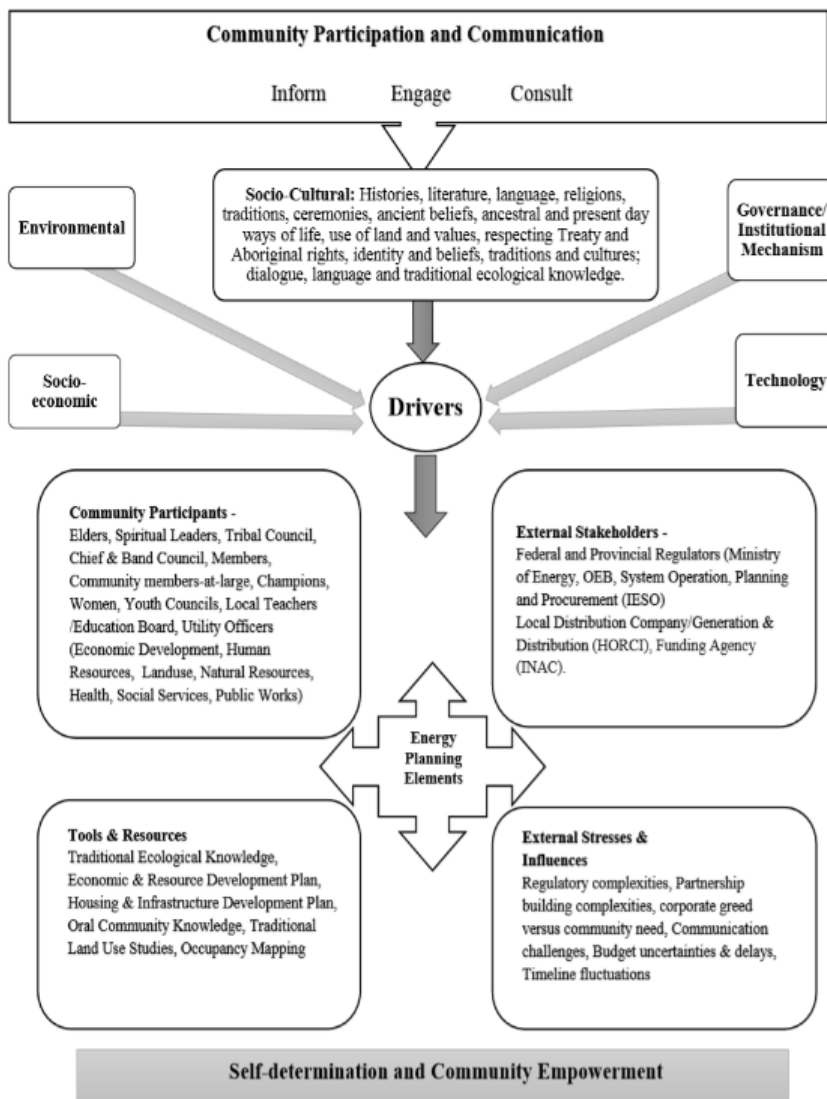 Community Participation and Communication
Inform Engage Consult
Socio-Cultural: Histories, literature, language, religions,
traditions, ceremonies, ancient beliefs, ancestral and present day
ways of life, use of land and values, respecting Treaty and
Aboriginal rights, identity and beliefs, traditions and cultures;
dialogue, language and traditional ecological knowledge.
Environmental
Governance/
Institutional
Mechanism
Socio-
economic
Drivers
Technology
Community Participants -
Elders, Spiritual Leaders, Tribal Council,
Chief & Band Council, Members,
Community members-at-large, Champions,
Women, Youth Councils, Local Teachers
/Education Board, Utility Officers
(Economic Development, Human
Resources, Landuse, Natural Resources,
Health, Social Services, Public Works)
External Stakeholders -
Federal and Provincial Regulators (Ministry
of Energy, OEB, System Operation, Planning
and Procurement (IESO)
Local Distribution Company/Generation &
Distribution (HORCI), Funding Agency
(INAC).
Energy
Planning
Elements
Tools & Resources
Traditional Ecological Knowledge,
Economic & Resource Development Plan,
Housing & Infrastructure Development Plan,
Oral Community Knowledge, Traditional
Land Use Studies, Occupancy Mapping
External Stresses &
Influences
Regulatory complexities, Partnership
building complexities, corporate greed
versus community need, Communication
challenges, Budget uncertainties & delays,
Timeline fluctuations
Self-determination and Community Empowerment